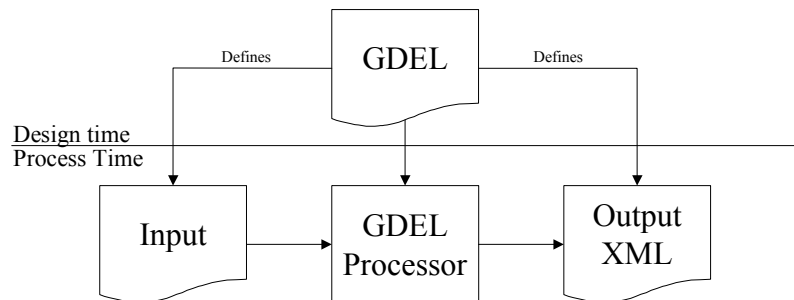 Defines
GDEL
Defines
Design time
Process Time
Input
GDEL
Processor
Output
XML